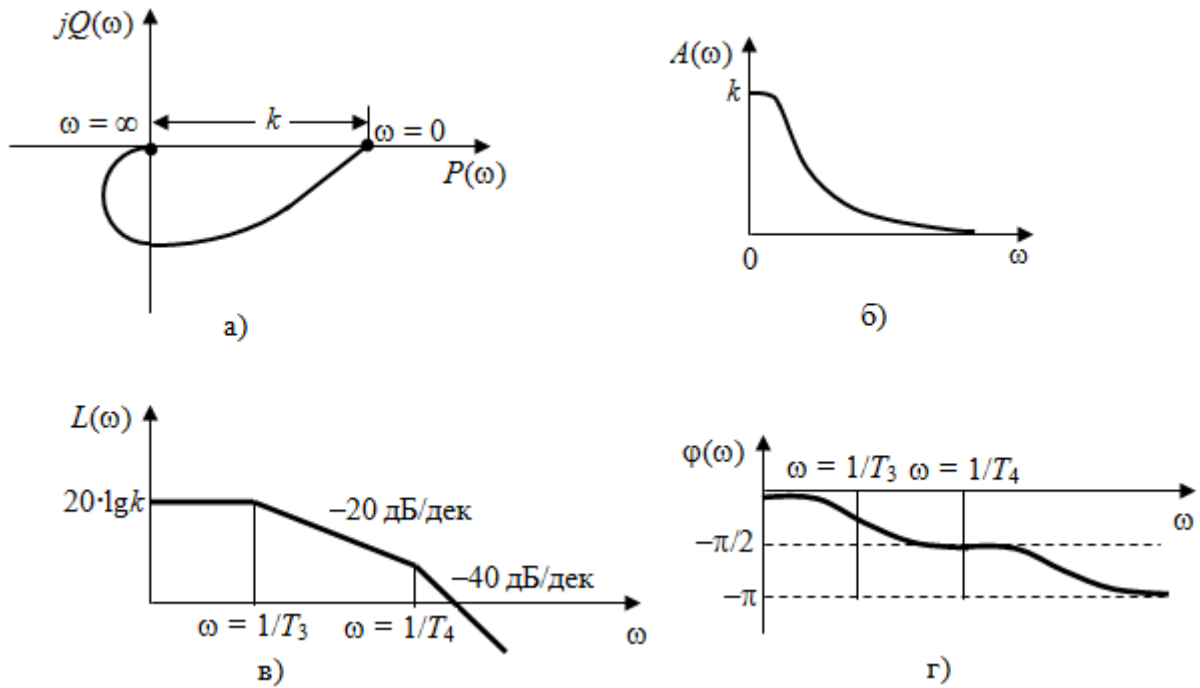 jQ(ω)
ω = ∞
k
ω = 0
P(ω)
а)
A(ω)
k
0
ω
б)
L(ω)
20·lgk
−20 дБ/дек
−40 дБ/дек
ω = 1/T₃
ω = 1/T₄
ω
в)
φ(ω)
ω = 1/T₃
ω = 1/T₄
ω
−π/2
−π
г)